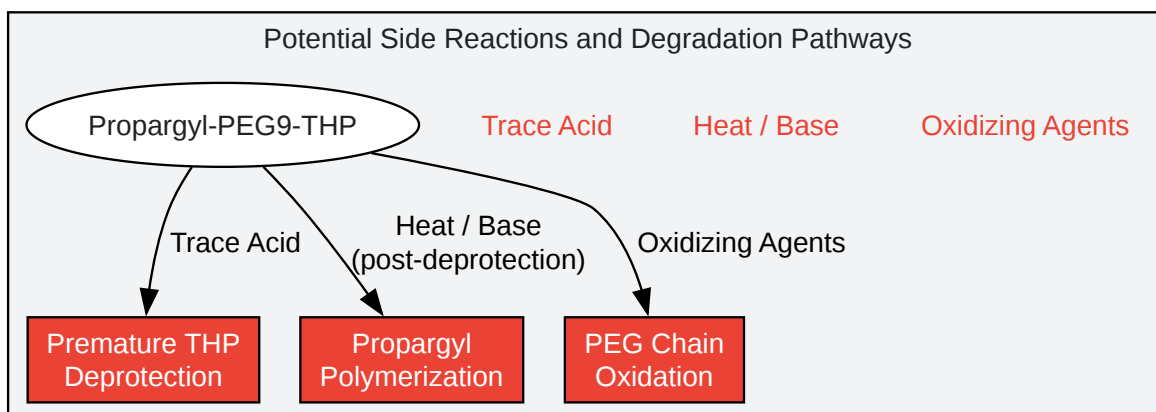 Potential Side Reactions and Degradation Pathways
Propargyl-PEG9-THP
Trace Acid
Heat / Base
Oxidizing Agents
Trace Acid
Heat / Base
(post-deprotection)
Oxidizing Agents
Premature THP
Deprotection
Propargyl
Polymerization
PEG Chain
Oxidation